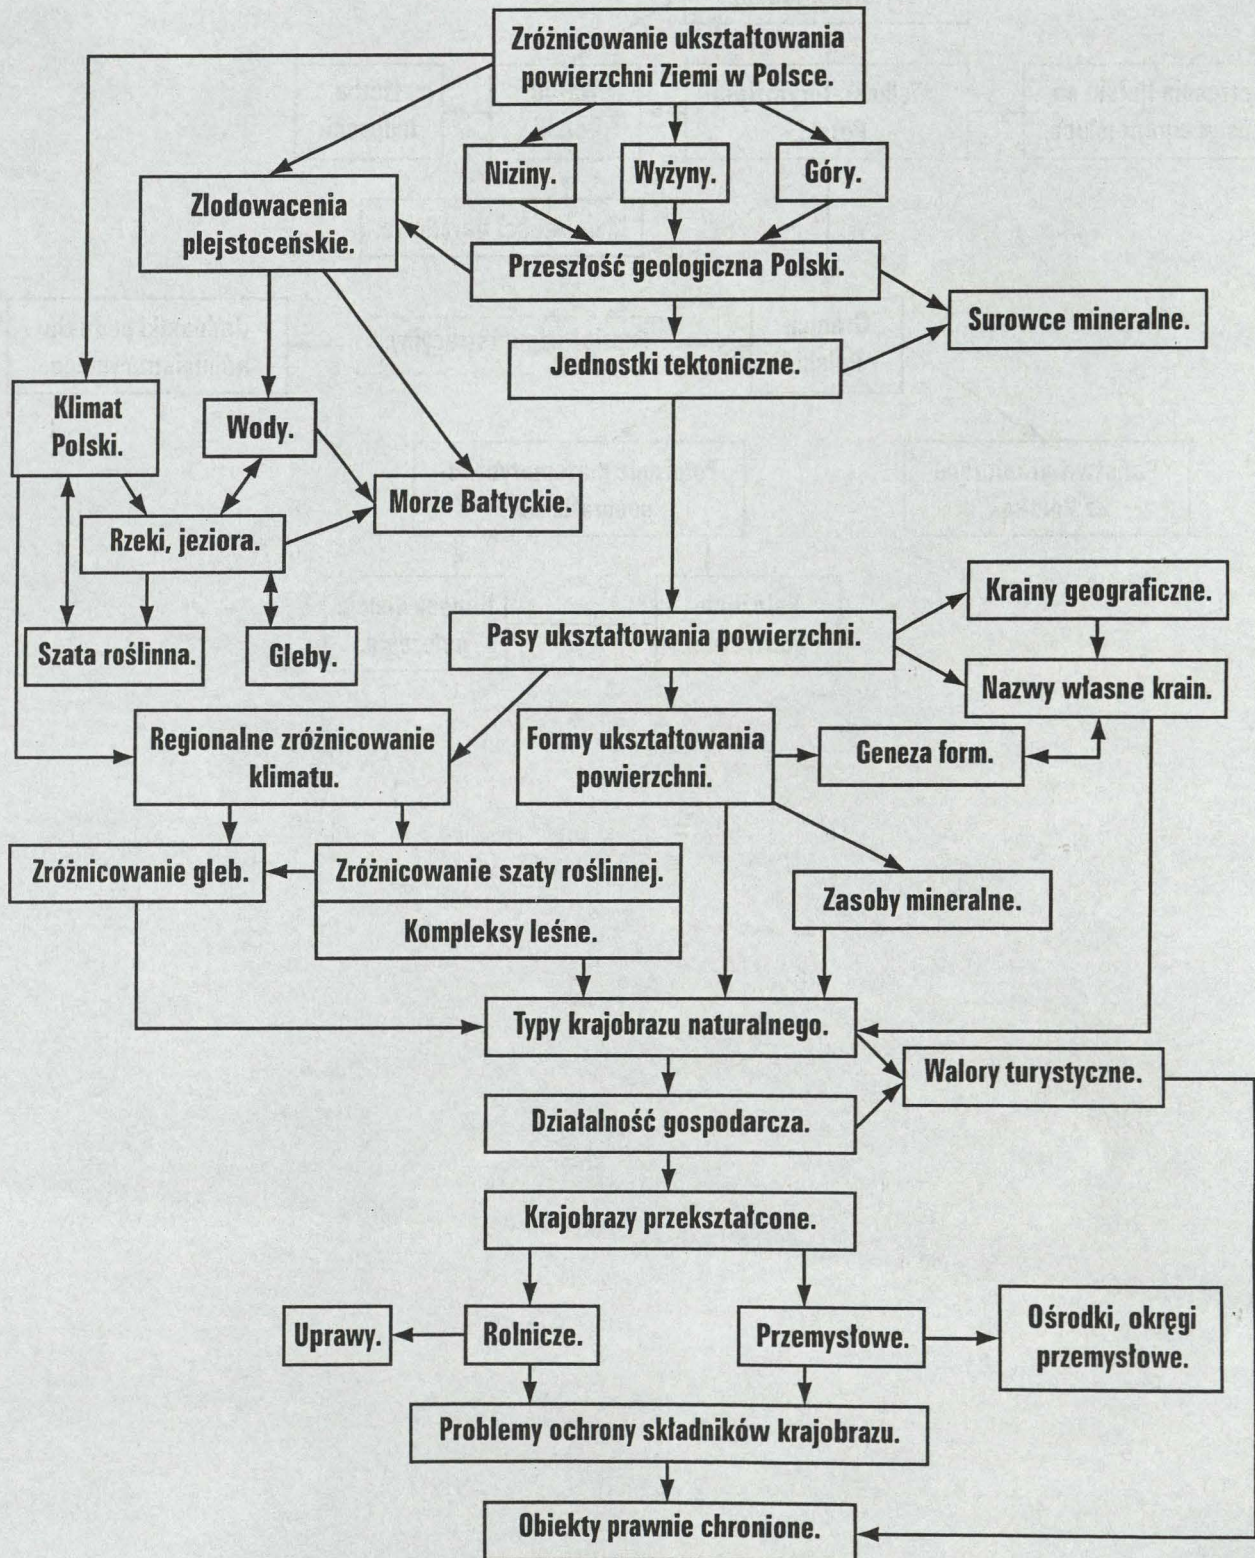 Zróżnicowanie ukształtowania
powierzchni Ziemi w Polsce.
Niziny.
Wyżyny.
Góry.
Zlodowacenia
plejstoceńskie.
Przeszłość geologiczna Polski.
Surowce mineralne.
Jednostki tektoniczne.
Klimat
Polski.
Wody.
Morze Bałtyckie.
Rzeki, jeziora.
Krainy geograficzne.
Szata roślinna.
Gleby.
Pasy ukształtowania powierzchni.
Nazwy własne krain.
Regionalne zróżnicowanie
klimatu.
Formy ukształtowania
powierzchni.
Geneza form.
Zróżnicowanie gleb.
Zróżnicowanie szaty roślinnej.
Kompleksy leśne.
Zasoby mineralne.
Typy krajobrazu naturalnego.
Walory turystyczne.
Działalność gospodarcza.
Krajobrazy przekształcone.
Uprawy.
Rolnicze.
Przemysłowe.
Ośrodki, okręgi
przemysłowe.
Problemy ochrony składników krajobrazu.
Obiekty prawnie chronione.